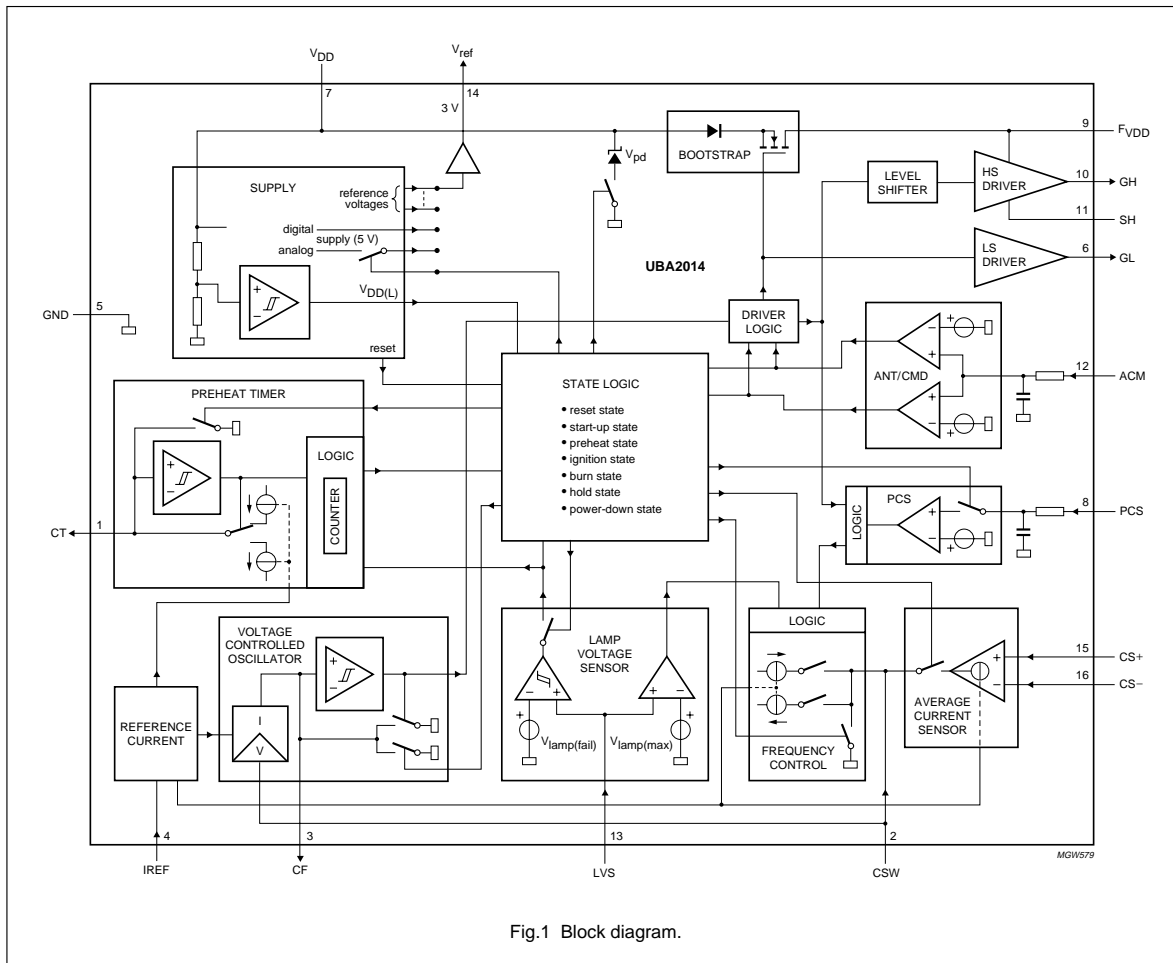 VDD
Vref
7
14
3 V
9
FVDD
BOOTSTRAP
Vpd
SUPPLY
reference
voltages
digital
supply (5 V)
analog
VDD(L)
reset
LEVEL
SHIFTER
HS
DRIVER
10
GH
11
SH
UBA2014
LS
DRIVER
6
GL
GND
5
DRIVER
LOGIC
ANT/CMD
12
ACM
PREHEAT TIMER
LOGIC
COUNTER
CT
1
STATE LOGIC
• reset state
• start-up state
• preheat state
• ignition state
• burn state
• hold state
• power-down state
LOGIC
PCS
8
PCS
VOLTAGE
CONTROLLED
OSCILLATOR
I
V
REFERENCE
CURRENT
LAMP
VOLTAGE
SENSOR
Vlamp(fail)
Vlamp(max)
LOGIC
FREQUENCY
CONTROL
15
CS+
16
CS−
AVERAGE
CURRENT
SENSOR
4
3
13
2
IREF
CF
LVS
CSW
MGW579
Fig.1 Block diagram.